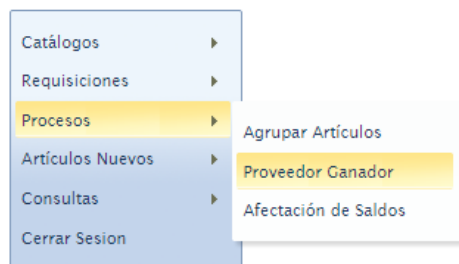 Catálogos
Requisiciones
Procesos
Artículos Nuevos
Consultas
Cerrar Sesion
Agrupar Artículos
Proveedor Ganador
Afectación de Saldos